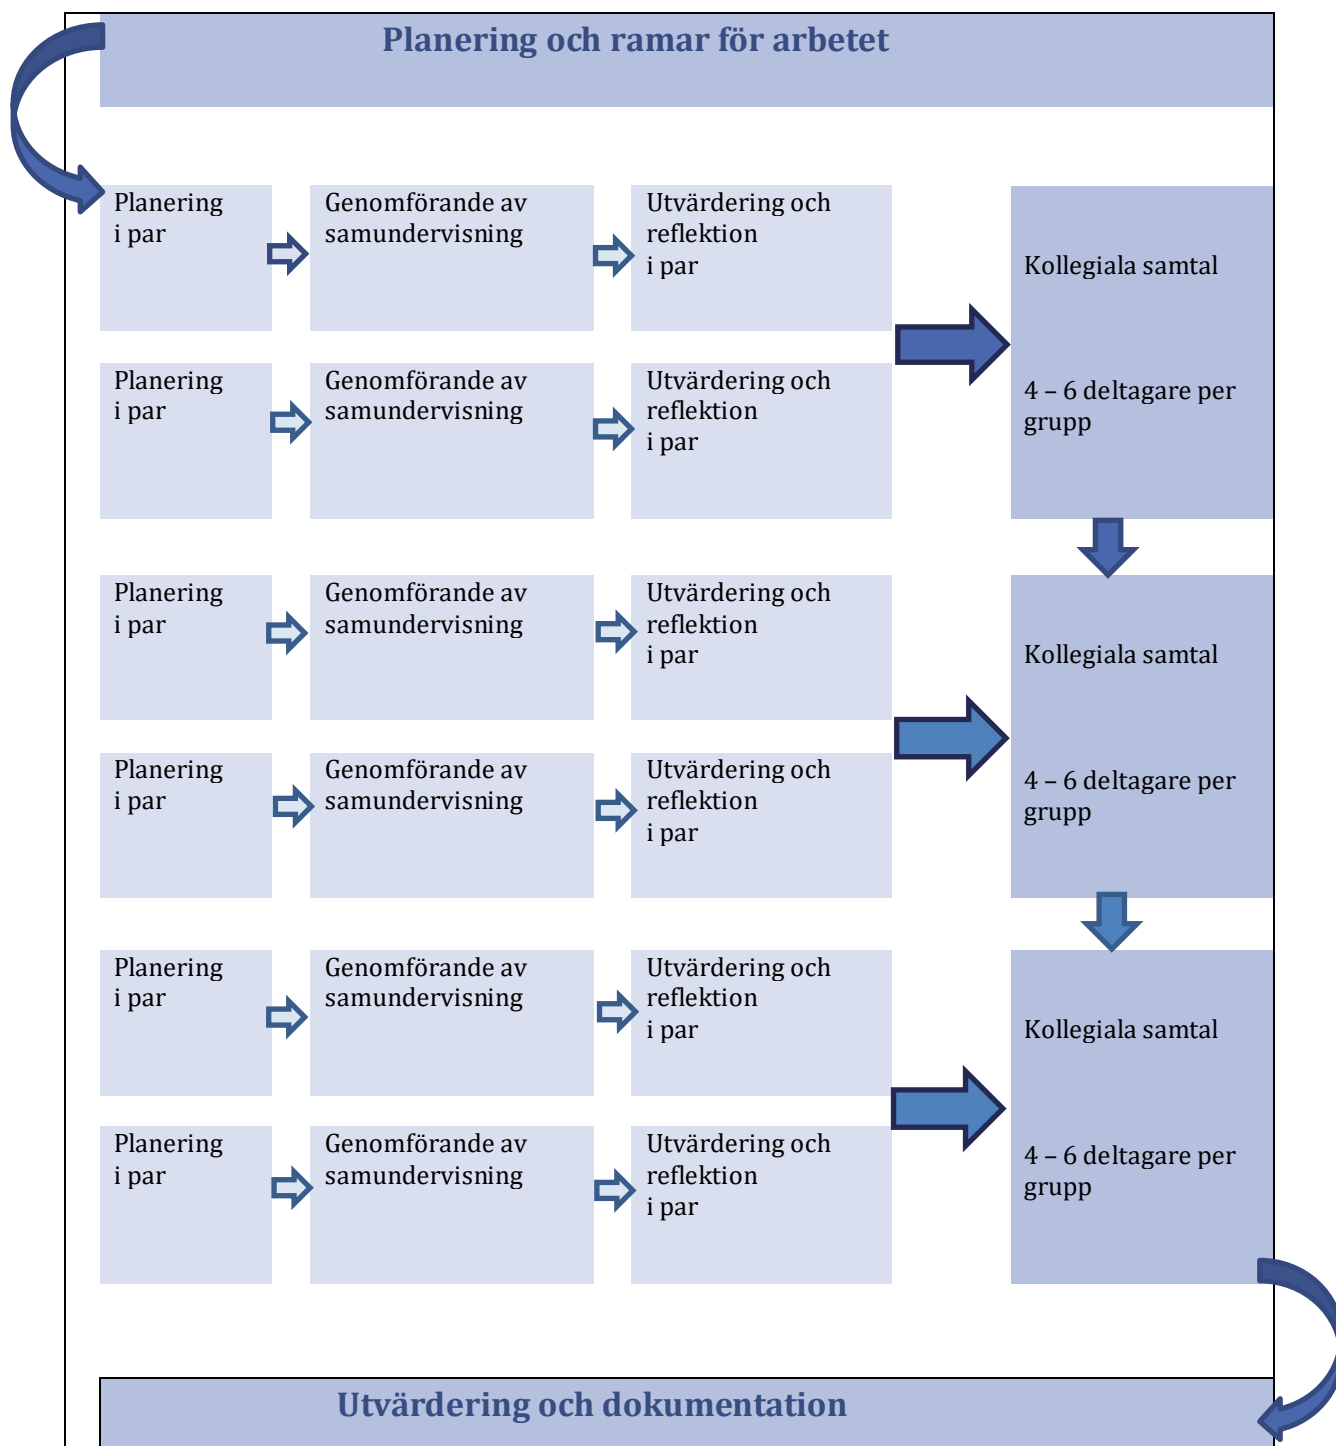 Planering och ramar för arbetet
Planering
i par
Genomförande av
samundervisning
Utvärdering och
reflektion
i par
Kollegiala samtal
4 – 6 deltagare per
grupp
Planering
i par
Genomförande av
samundervisning
Utvärdering och
reflektion
i par
Planering
i par
Genomförande av
samundervisning
Utvärdering och
reflektion
i par
Kollegiala samtal
4 – 6 deltagare per
grupp
Planering
i par
Genomförande av
samundervisning
Utvärdering och
reflektion
i par
Planering
i par
Genomförande av
samundervisning
Utvärdering och
reflektion
i par
Kollegiala samtal
4 – 6 deltagare per
grupp
Planering
i par
Genomförande av
samundervisning
Utvärdering och
reflektion
i par
Utvärdering och dokumentation